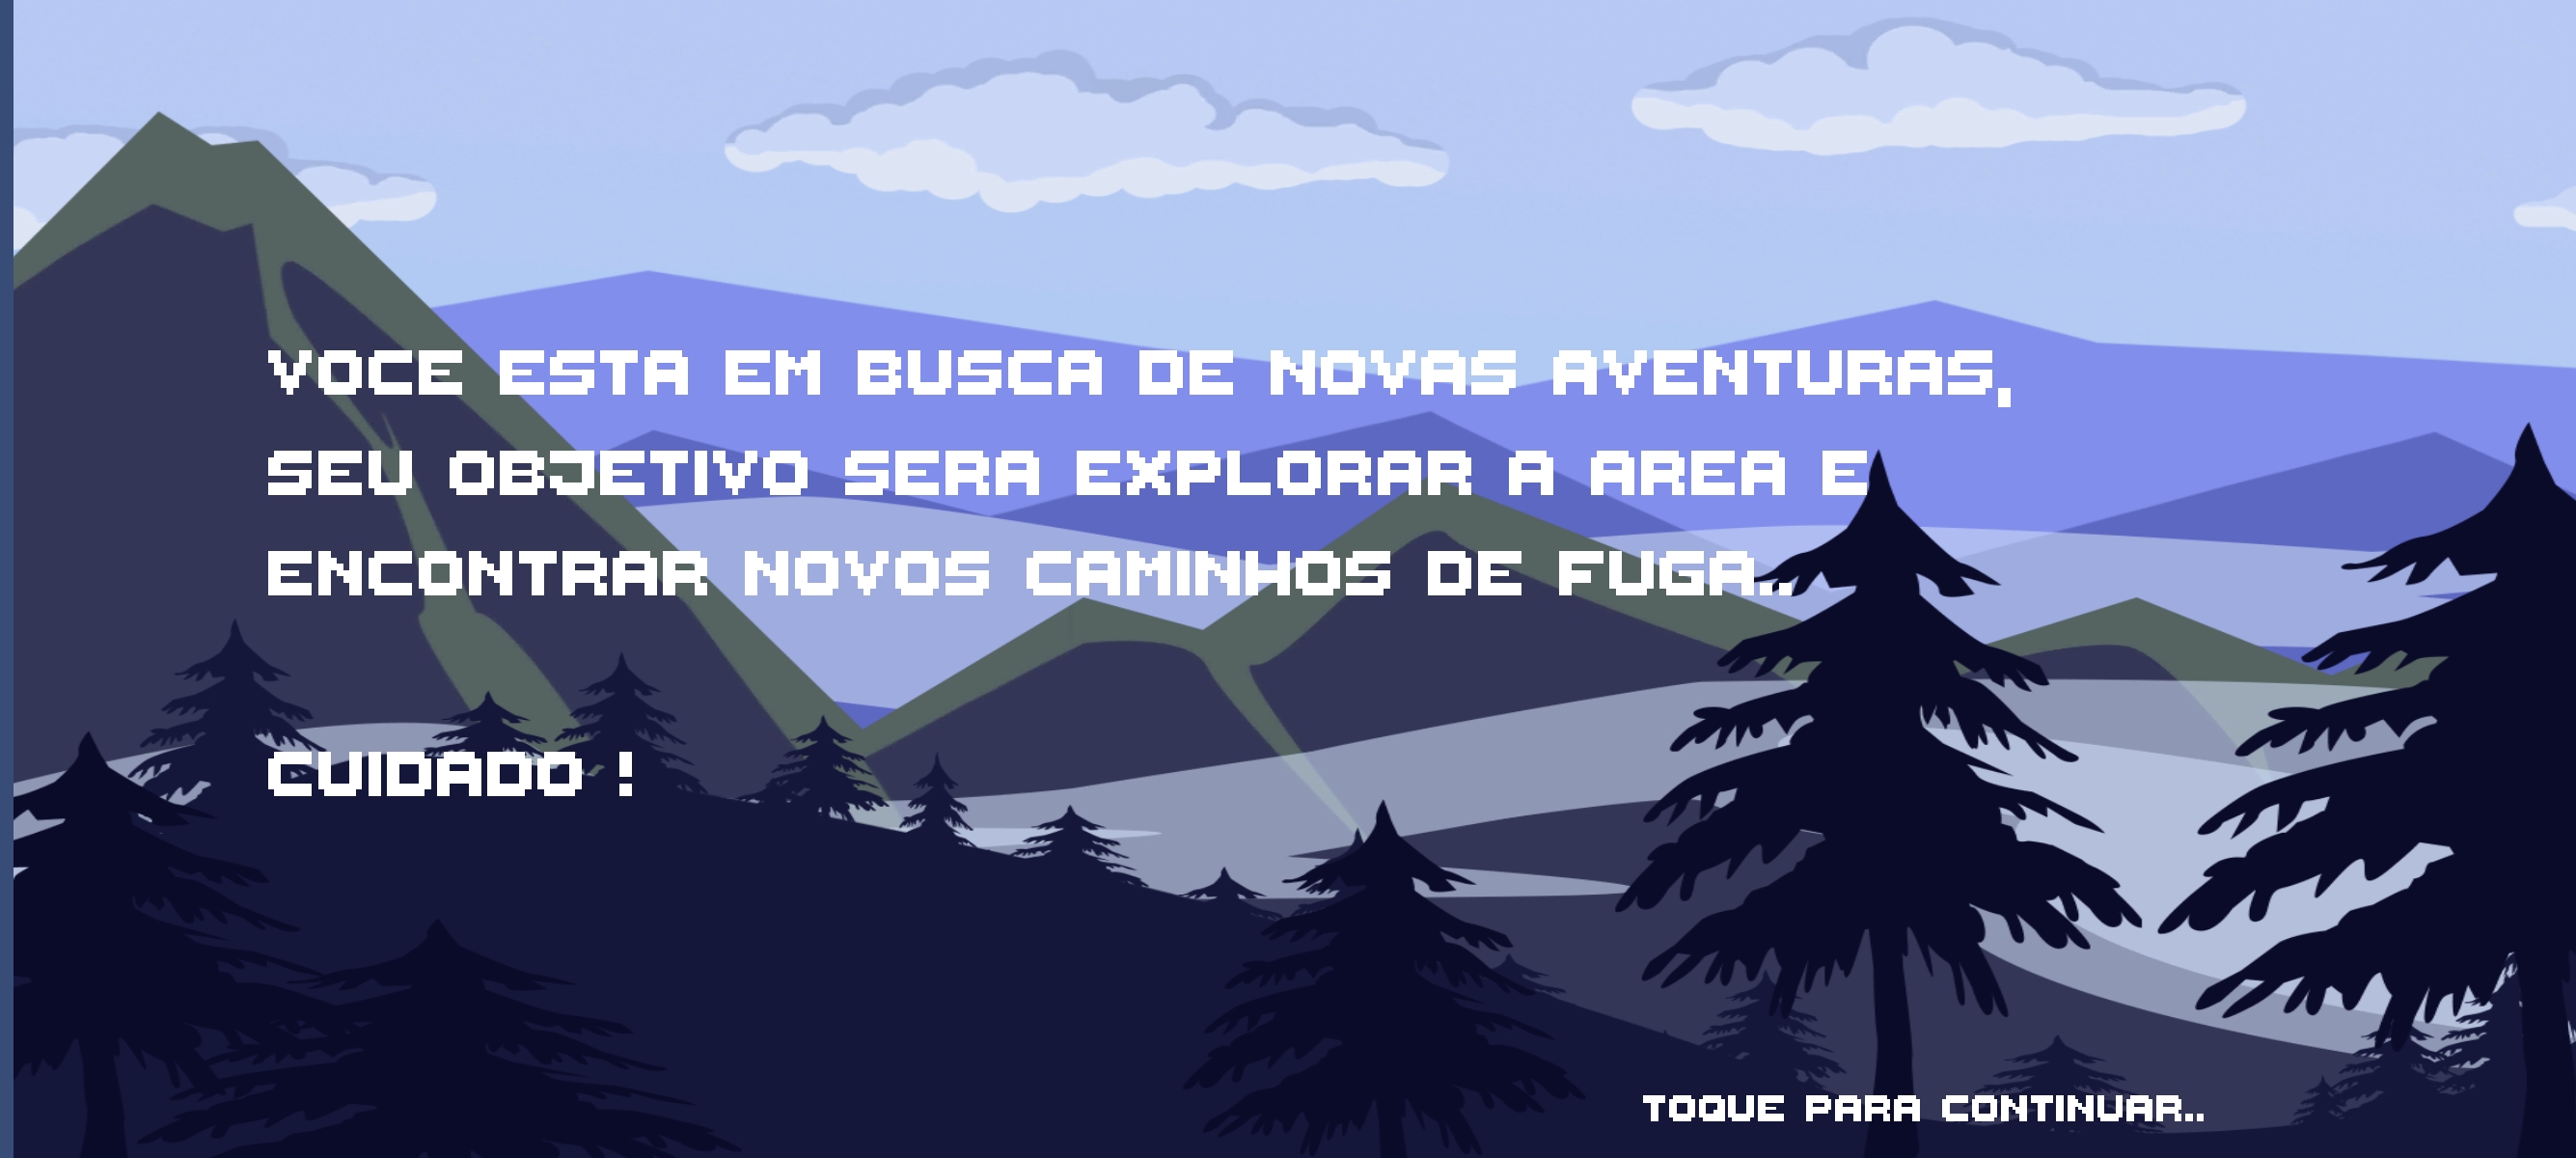 VOCE ESTA EM BUSCA DE NOVAS AVENTURAS,
SEU OBJETIVO SERA EXPLORAR A AREA E
ENCONTRAR NOVOS CAMINHOS DE FUGA..
CUIDADO !
TOQUE PARA CONTINUAR..